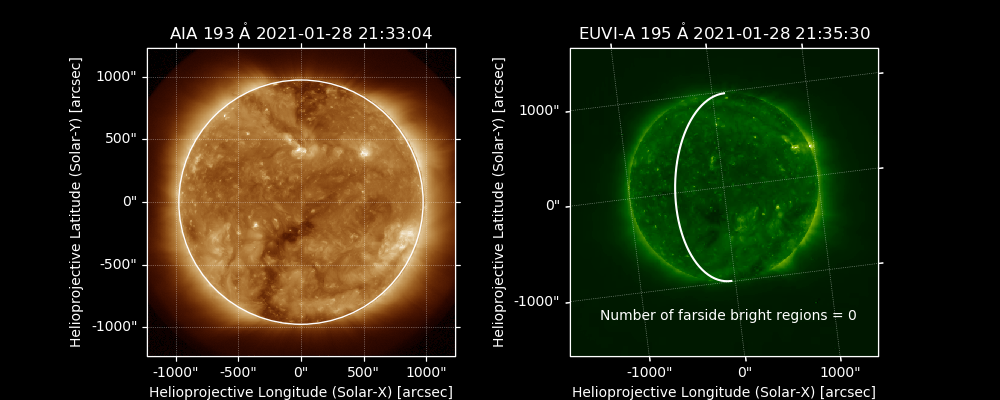 AIA 193 Å 2021-01-28 21:33:04
Helioprojective Latitude (Solar-Y) [arcsec]
1000"
500"
0"
-500"
-1000"
-1000" -500" 0" 500" 1000"
Helioprojective Longitude (Solar-X) [arcsec]
EUVI-A 195 Å 2021-01-28 21:35:30
Helioprojective Latitude (Solar-Y) [arcsec]
1000"
0"
-1000"
Number of farside bright regions = 0
-1000" 0" 1000"
Helioprojective Longitude (Solar-X) [arcsec]